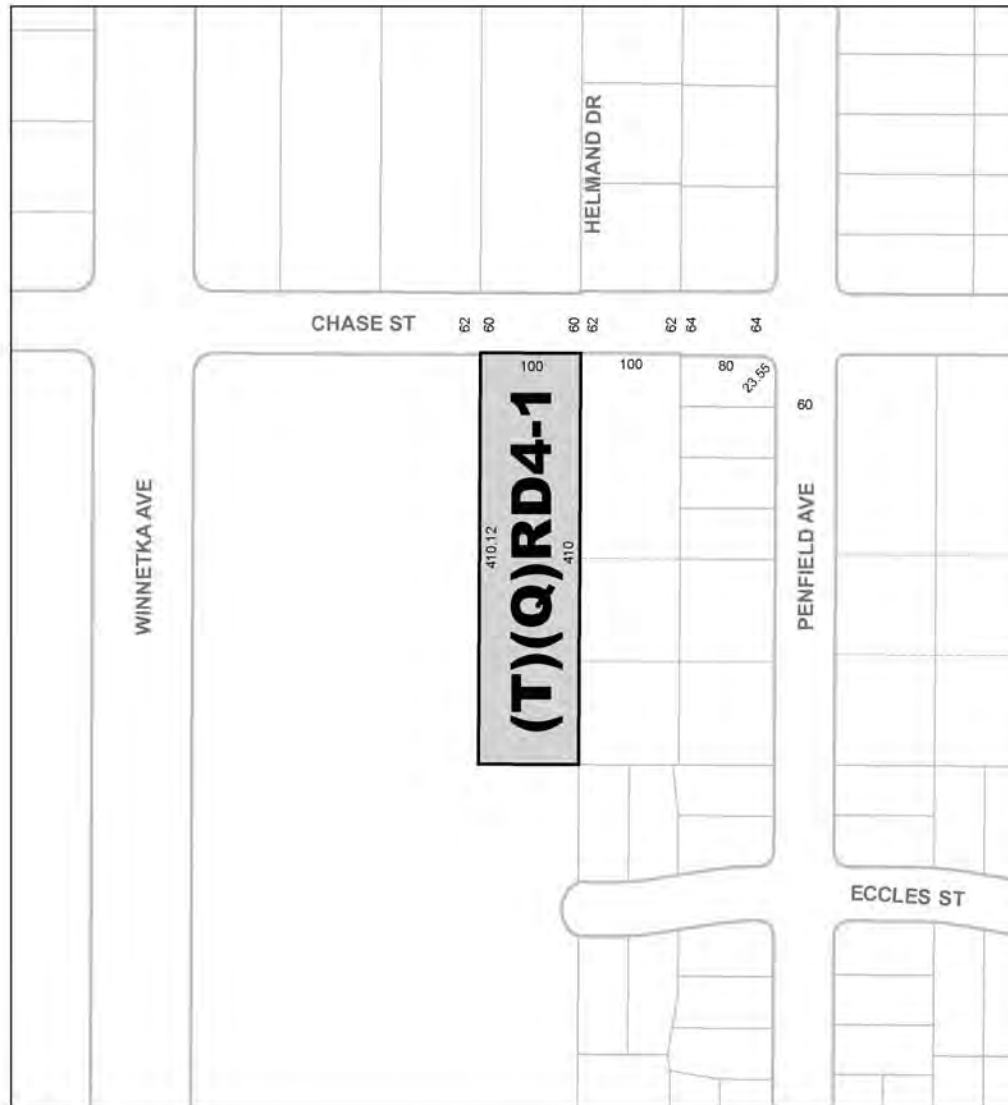 HELMAND DR
CHASE ST
62 60
60 62
62 64
64
100
100
80
23.55
60
410.12
(T)(Q)RD4-1
410
WINNETKA AVE
PENFIELD AVE
ECCLES ST